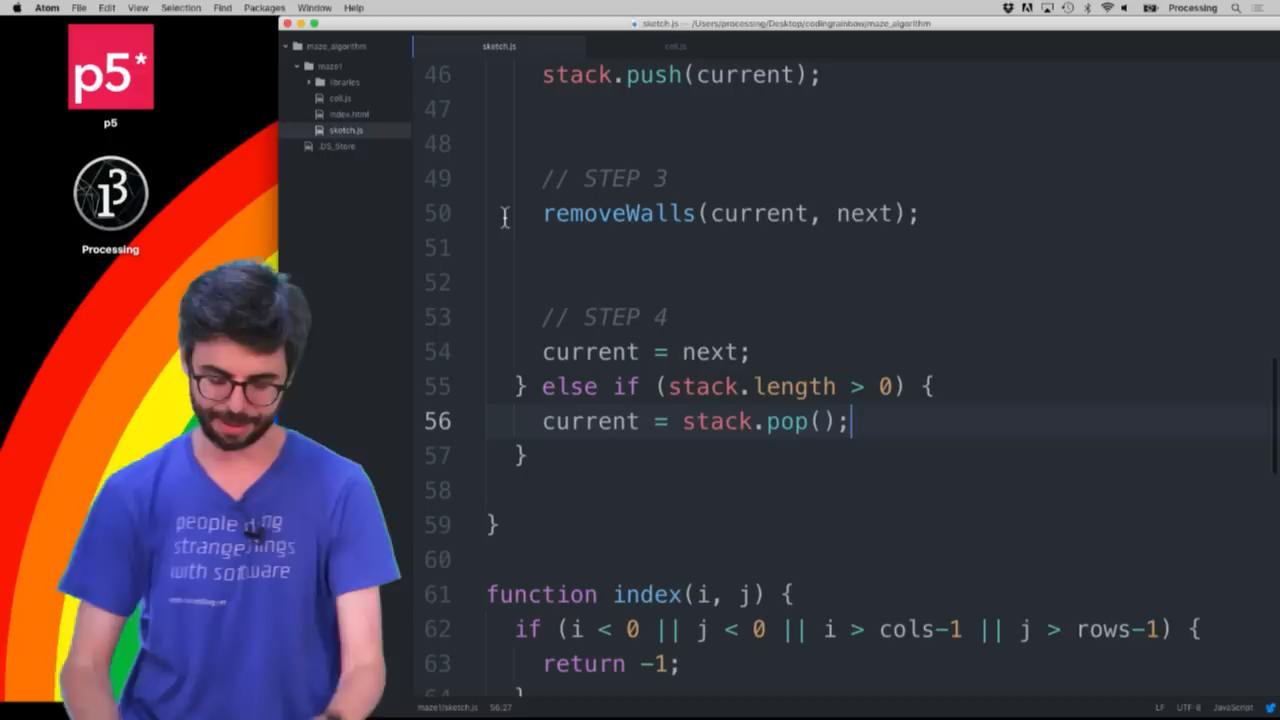 Atom File Edit View Selection Find Packages Window Help Processing
sketch.js — /Users/processing/Desktop/codingrainbow/maze_algorithm
maze_algorithm
maze1
libraries
cell.js
index.html
sketch.js
.DS_Store
sketch.js cell.js
p5*
p5
Processing
46 stack.push(current);
47
48
49 // STEP 3
50 removeWalls(current, next);
51
52
53 // STEP 4
54 current = next;
55 } else if (stack.length > 0) {
56 current = stack.pop();
57 }
58
59 }
60
61 function index(i, j) {
62 if (i < 0 || j < 0 || i > cols-1 || j > rows-1) {
63 return -1;
64 }
people
strange
with software
maze1/sketch.js 56:27 LF UTF-8 JavaScript